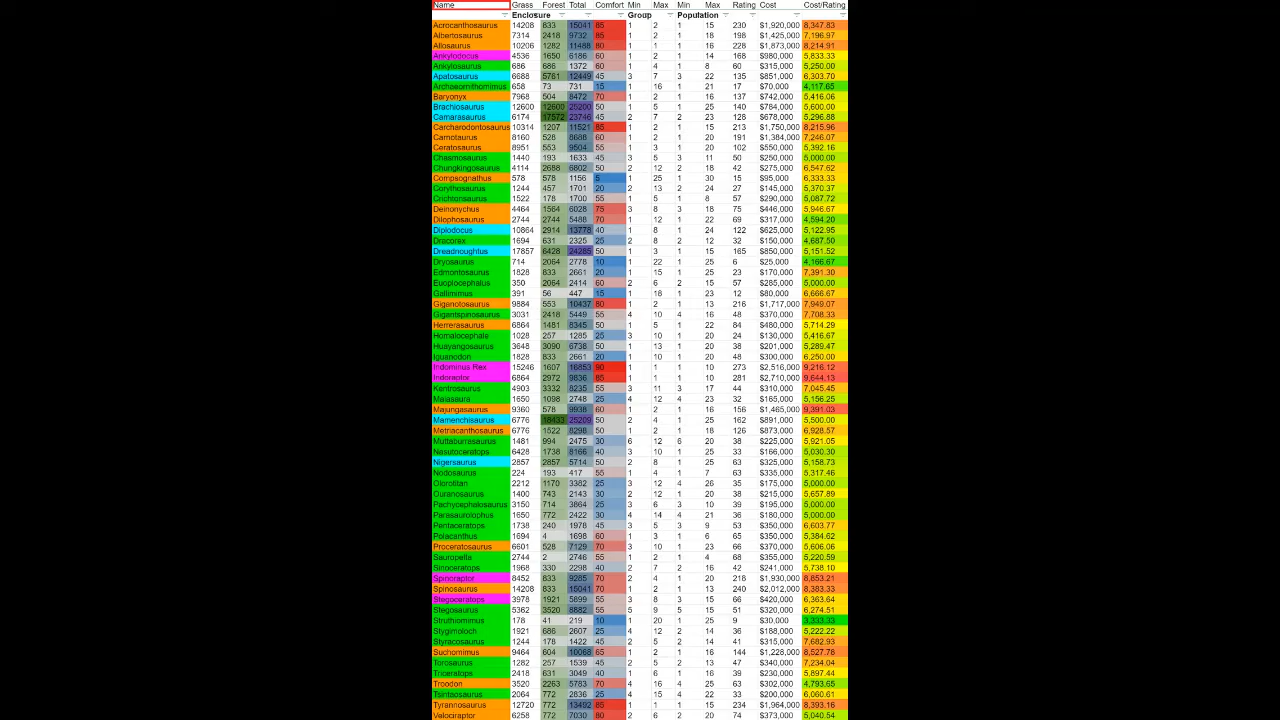 Name Grass Forest Total Comfort Min Max Min Max Rating Cost Cost/Rating
Enclosure Group Population
Acrocanthosaurus 14208 833 15041 85 1 2 1 15 230 $1,920,000 8,347.83
Albertosaurus 7314 2418 9732 85 1 2 1 18 198 $1,425,000 7,196.97
Allosaurus 10206 1282 11488 80 1 1 1 16 228 $1,873,000 8,214.91
Ankylodocus 4536 1650 6186 60 1 2 1 14 168 $980,000 5,833.33
Ankylosaurus 686 686 1372 60 1 4 1 8 60 $315,000 5,250.00
Apatosaurus 6688 5761 12449 45 3 7 3 22 135 $851,000 6,303.70
Archaeornithomimus 658 73 731 15 1 16 1 21 17 $70,000 4,117.65
Baryonyx 7968 504 8472 70 1 2 1 16 137 $742,000 5,416.06
Brachiosaurus 12600 12600 25200 50 1 5 1 25 140 $784,000 5,600.00
Camarasaurus 6174 17572 23746 45 2 7 2 23 128 $678,000 5,296.88
Carcharodontosaurus 10314 1207 11521 85 1 2 1 15 213 $1,750,000 8,215.96
Carnotaurus 8160 528 8688 60 1 2 1 20 191 $1,384,000 7,246.07
Ceratosaurus 8951 553 9504 55 1 3 1 20 102 $550,000 5,392.16
Chasmosaurus 1440 193 1633 45 3 5 3 11 50 $250,000 5,000.00
Chungkingosaurus 4114 2688 6802 50 2 12 2 18 42 $275,000 6,547.62
Compsognathus 578 578 1156 5 1 25 1 30 15 $95,000 6,333.33
Corythosaurus 1244 457 1701 20 2 13 2 24 27 $145,000 5,370.37
Crichtonsaurus 1522 178 1700 55 1 5 1 8 57 $290,000 5,087.72
Deinonychus 4464 1564 6028 75 3 8 3 18 75 $446,000 5,946.67
Dilophosaurus 2744 2744 5488 70 1 12 1 22 69 $317,000 4,594.20
Diplodocus 10864 2914 13778 40 1 8 1 24 122 $625,000 5,122.95
Dracorex 1694 631 2325 25 2 8 2 12 32 $150,000 4,687.50
Dreadnoughtus 17857 6428 24285 50 1 3 1 15 165 $850,000 5,151.52
Dryosaurus 714 2064 2778 10 1 22 1 25 6 $25,000 4,166.67
Edmontosaurus 1828 833 2661 20 1 15 1 25 23 $170,000 7,391.30
Euoplocephalus 350 2064 2414 60 2 6 2 15 57 $285,000 5,000.00
Gallimimus 391 56 447 15 1 18 1 23 12 $80,000 6,666.67
Giganotosaurus 9884 553 10437 80 1 2 1 13 216 $1,717,000 7,949.07
Gigantspinosaurus 3031 2418 5449 55 4 10 4 16 48 $370,000 7,708.33
Herrerasaurus 6864 1481 8345 50 1 5 1 22 84 $480,000 5,714.29
Homalocephale 1028 257 1285 25 3 10 1 20 24 $130,000 5,416.67
Huayangosaurus 3648 3090 6738 50 1 13 1 20 38 $201,000 5,289.47
Iguanodon 1828 833 2661 20 1 10 1 20 48 $300,000 6,250.00
Indominus Rex 15246 1607 16853 90 1 1 1 10 273 $2,516,000 9,216.12
Indoraptor 6864 2972 9836 85 1 1 1 10 281 $2,710,000 9,644.13
Kentrosaurus 4903 3332 8235 55 3 11 3 17 44 $310,000 7,045.45
Maiasaura 1650 1098 2748 25 4 12 4 23 32 $165,000 5,156.25
Majungasaurus 9360 578 9938 60 1 2 1 16 156 $1,465,000 9,391.03
Mamenchisaurus 6776 18433 25209 50 2 4 1 25 162 $891,000 5,500.00
Metriacanthosaurus 6776 1522 8298 50 1 2 1 18 126 $873,000 6,928.57
Muttaburrasaurus 1481 994 2475 30 6 12 6 20 38 $225,000 5,921.05
Nasutoceratops 6428 1738 8166 40 3 10 1 25 33 $166,000 5,030.30
Nigersaurus 2857 2857 5714 50 2 8 1 25 63 $325,000 5,158.73
Nodosaurus 224 193 417 55 1 4 1 7 63 $335,000 5,317.46
Olorotitan 2212 1170 3382 25 3 12 4 26 35 $175,000 5,000.00
Ouranosaurus 1400 743 2143 30 2 12 1 20 38 $215,000 5,657.89
Pachycephalosaurus 3150 714 3864 25 3 6 3 10 39 $195,000 5,000.00
Parasaurolophus 1650 772 2422 30 4 14 4 21 36 $180,000 5,000.00
Pentaceratops 1738 240 1978 45 3 5 3 9 53 $350,000 6,603.77
Polacanthus 1694 4 1698 60 1 3 1 6 65 $350,000 5,384.62
Proceratosaurus 6601 528 7129 70 3 10 1 23 66 $370,000 5,606.06
Sauropelta 2744 2 2746 55 1 2 1 4 68 $355,000 5,220.59
Sinoceratops 1968 330 2298 40 2 7 2 16 42 $241,000 5,738.10
Spinoraptor 8452 833 9285 70 2 4 1 20 218 $1,930,000 8,853.21
Spinosaurus 14208 833 15041 70 1 2 1 13 240 $2,012,000 8,383.33
Stegoceratops 3978 1921 5899 55 3 8 3 15 66 $420,000 6,363.64
Stegosaurus 5362 3520 8882 55 5 9 5 15 51 $320,000 6,274.51
Struthiomimus 178 41 219 10 1 20 1 25 9 $30,000 3,333.33
Stygimoloch 1921 686 2607 25 4 12 2 14 36 $188,000 5,222.22
Styracosaurus 1244 178 1422 45 2 5 2 14 41 $315,000 7,682.93
Suchomimus 9464 604 10068 65 1 2 1 16 144 $1,228,000 8,527.78
Torosaurus 1282 257 1539 45 2 5 2 13 47 $340,000 7,234.04
Triceratops 2418 631 3049 40 1 6 1 16 39 $230,000 5,897.44
Troodon 3520 2263 5783 70 4 16 4 25 63 $302,000 4,793.65
Tsintaosaurus 2064 772 2836 25 4 15 4 22 33 $200,000 6,060.61
Tyrannosaurus 12720 772 13492 85 1 1 1 15 234 $1,964,000 8,393.16
Velociraptor 6258 772 7030 80 2 6 2 20 74 $373,000 5,040.54